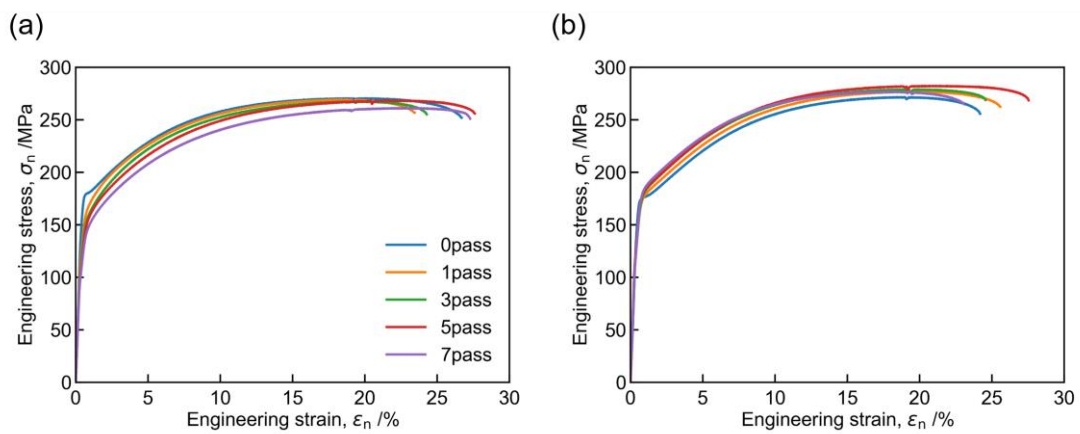 (a)
(b)
300
250
200
150
100
50
0
Engineering stress, σn /MPa
0pass
1pass
3pass
5pass
7pass
0 5 10 15 20 25 30
Engineering strain, εn /%
300
250
200
150
100
50
0
Engineering stress, σn /MPa
0 5 10 15 20 25 30
Engineering strain, εn /%